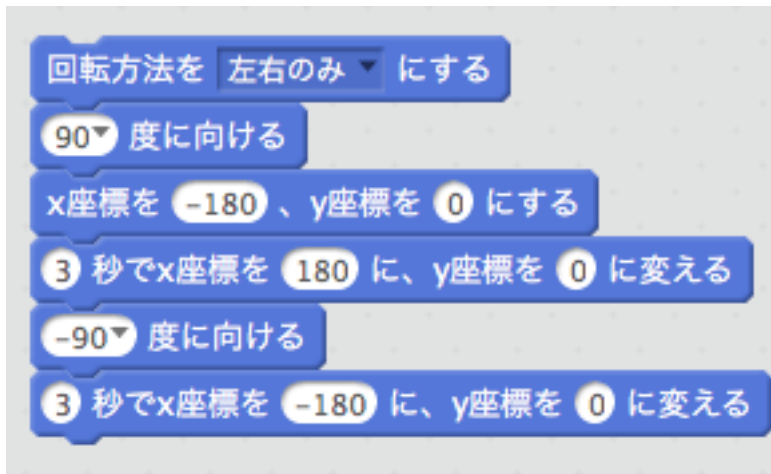 回転方法を 左右のみ にする
90 度に向ける
x座標を -180 、y座標を 0 にする
3 秒でx座標を 180 に、y座標を 0 に変える
-90 度に向ける
3 秒でx座標を -180 に、y座標を 0 に変える